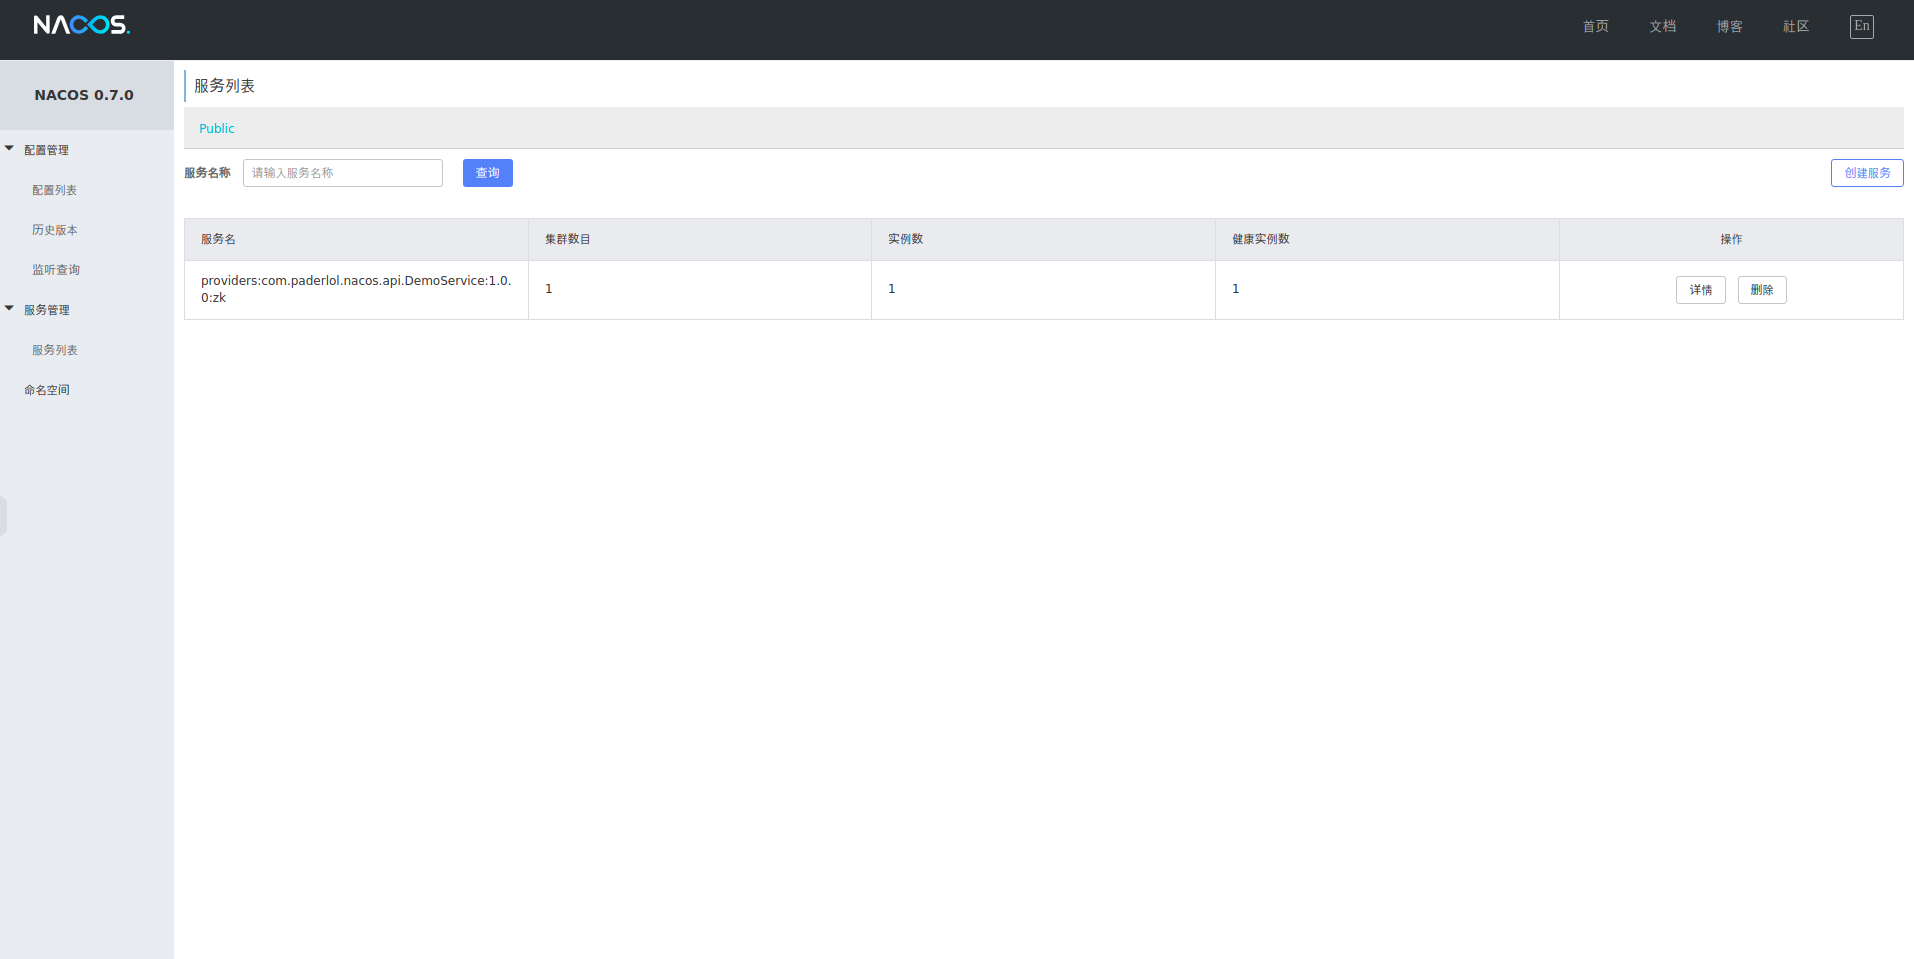 NACOS.
首页
文档
博客
社区
En
NACOS 0.7.0
配置管理
配置列表
历史版本
监听查询
服务管理
服务列表
命名空间
服务列表
Public
服务名称
请输入服务名称
查询
创建服务
服务名
集群数目
实例数
健康实例数
操作
providers:com.paderlol.nacos.api.DemoService:1.0.
0:zk
1
1
1
详情
删除